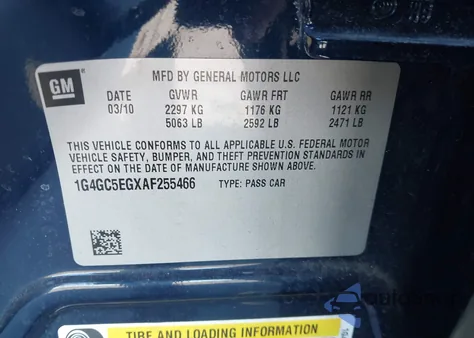 GM
MFD BY GENERAL MOTORS LLC
DATE GVWR GAWR FRT GAWR RR
03/10 2297 KG 1176 KG 1121 KG
5063 LB 2592 LB 2471 LB
THIS VEHICLE CONFORMS TO ALL APPLICABLE U.S. FEDERAL MOTOR
VEHICLE SAFETY, BUMPER, AND THEFT PREVENTION STANDARDS IN
EFFECT ON THE DATE OF MANUFACTURE SHOWN ABOVE.
1G4GC5EGXAF255466 TYPE: PASS CAR
TIRE AND LOADING INFORMATION